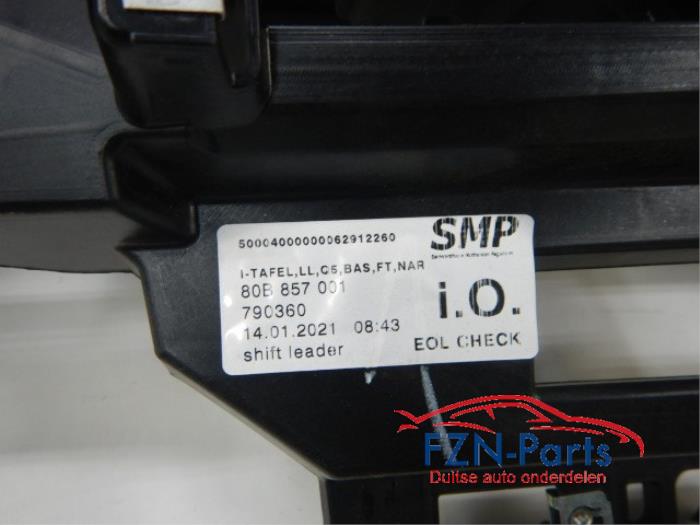 50004000000062912260
SMP
I-TAFEL,LL,C5,BAS,FT,NAR
80B 857 001
790360
i.O.
14.01.2021 08:43
shift leader
EOL CHECK
FZN-Parts
Duitse auto onderdelen